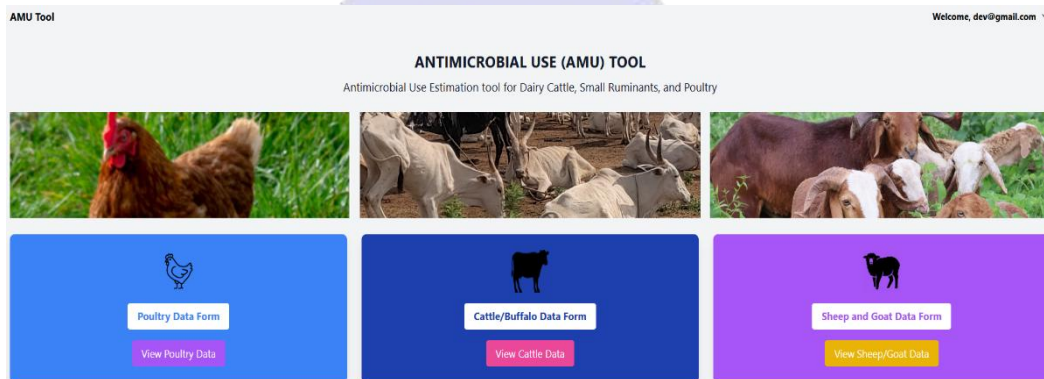 AMU Tool
Welcome, dev@gmail.com
ANTIMICROBIAL USE (AMU) TOOL
Antimicrobial Use Estimation tool for Dairy Cattle, Small Ruminants, and Poultry
Poultry Data Form
Cattle/Buffalo Data Form
Sheep and Goat Data Form
View Poultry Data
View Cattle Data
View Sheep/Goat Data